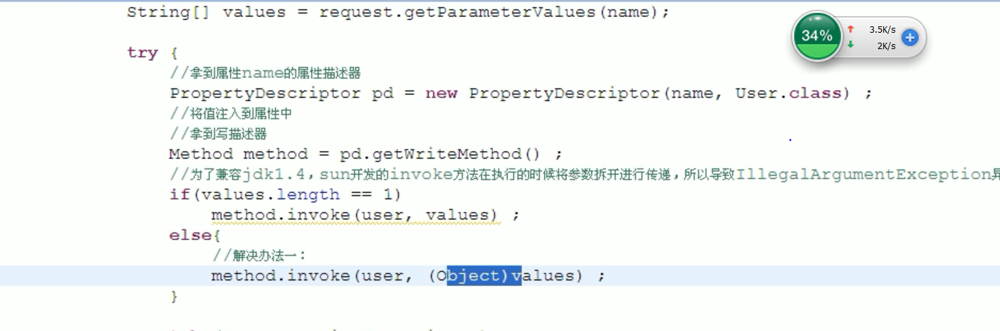 String[] values = request.getParameterValues(name);
34%
3.5K/s
2K/s
try {
//拿到属性name的属性描述器
PropertyDescriptor pd = new PropertyDescriptor(name, User.class) ;
//将值注入到属性中
//拿到写描述器
Method method = pd.getWriteMethod() ;
//为了兼容jdk1.4，sun开发的invoke方法在执行的时候将参数拆开进行传递，所以导致IllegalArgumentException异
if(values.length == 1)
method.invoke(user, values) ;
else{
//解决办法一：
method.invoke(user, (Object)values) ;
}